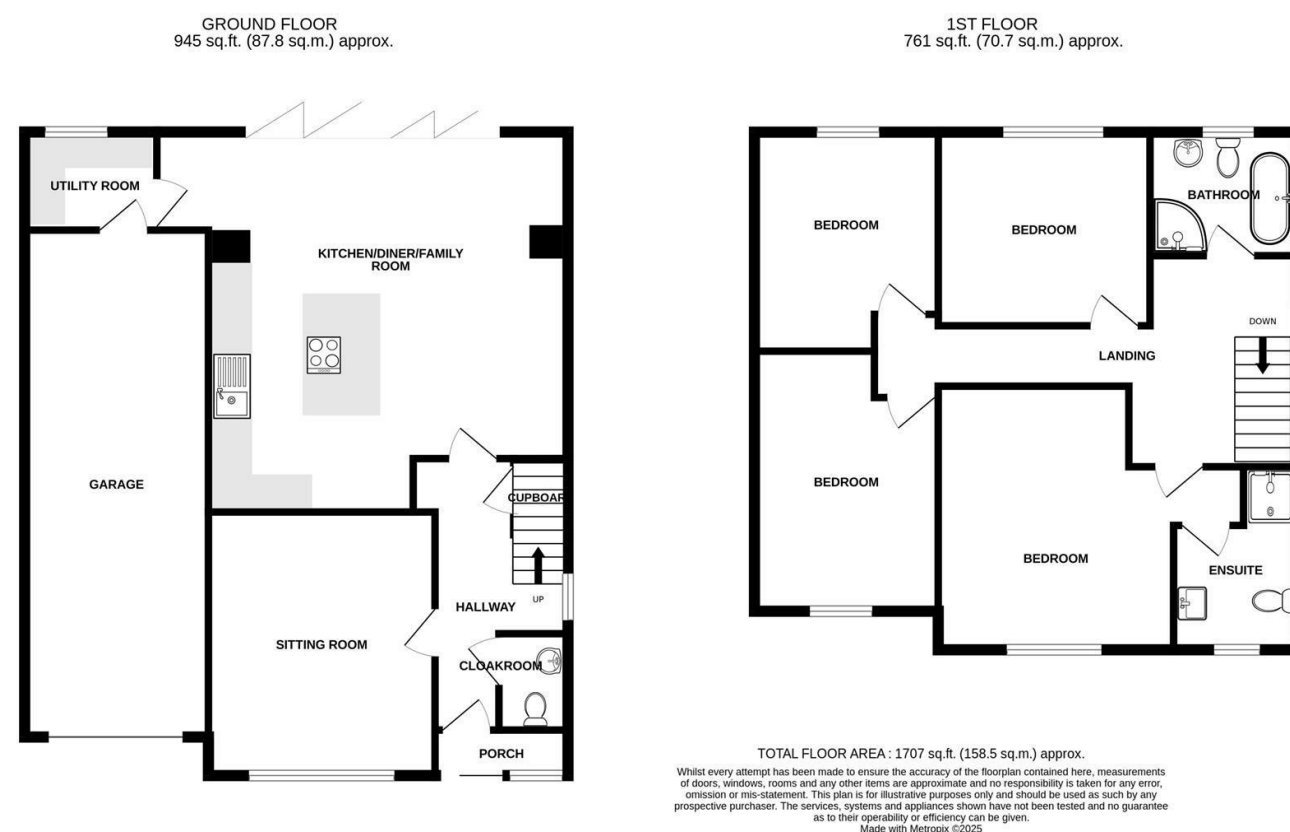 GROUND FLOOR
945 sq.ft. (87.8 sq.m.) approx.
UTILITY ROOM
KITCHEN/DINER/FAMILY
ROOM
GARAGE
CUPBOAR
UP
HALLWAY
SITTING ROOM
CLOAKROOM
PORCH
1ST FLOOR
761 sq.ft. (70.7 sq.m.) approx.
BEDROOM
BEDROOM
BATHROOM
DOWN
LANDING
BEDROOM
BEDROOM
ENSUITE
TOTAL FLOOR AREA : 1707 sq.ft. (158.5 sq.m.) approx.
Whilst every attempt has been made to ensure the accuracy of the floorplan contained here, measurements
of doors, windows, rooms and any other items are approximate and no responsibility is taken for any error,
omission or mis-statement. This plan is for illustrative purposes only and should be used as such by any
prospective purchaser. The services, systems and appliances shown have not been tested and no guarantee
as to their operability or efficiency can be given.
Made with Metropix ©2025